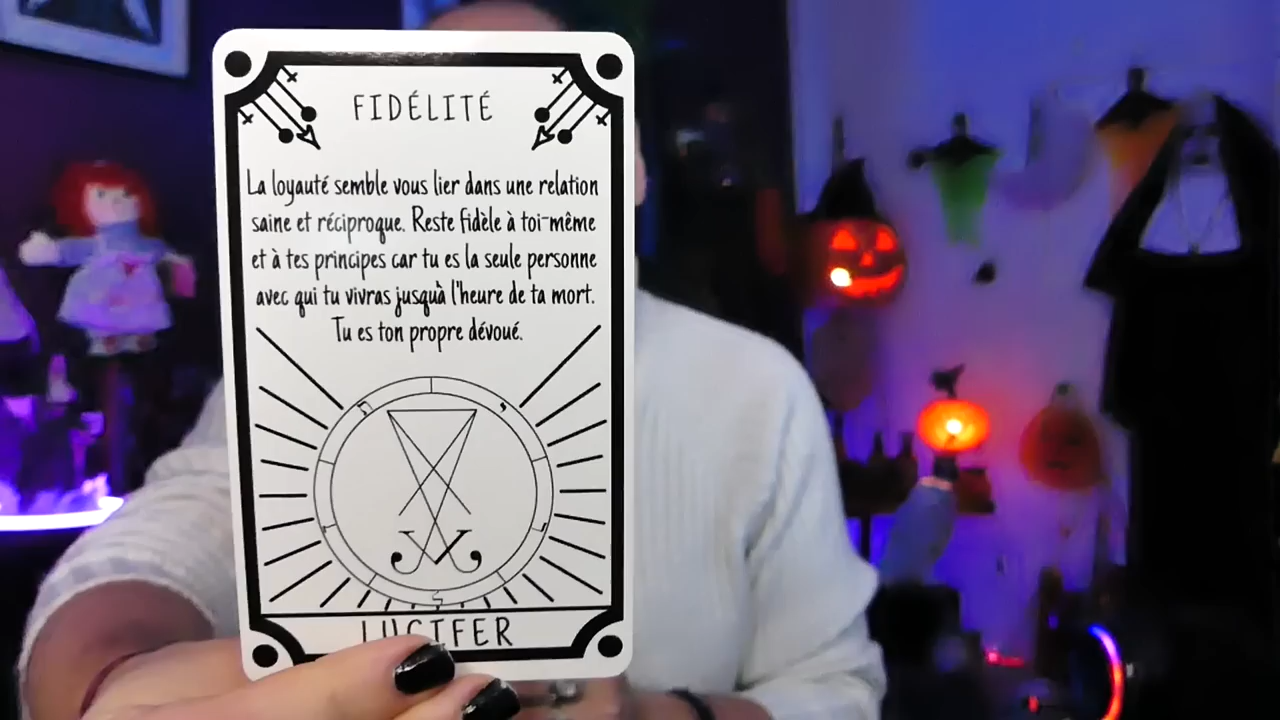 FIDÉLITÉ
La loyauté semble vous lier dans une relation
saine et réciproque. Reste fidèle à toi-même
et à tes principes car tu es la seule personne
avec qui tu vivras jusqu'à l'heure de ta mort.
Tu es ton propre dévoué.
LUCIFER